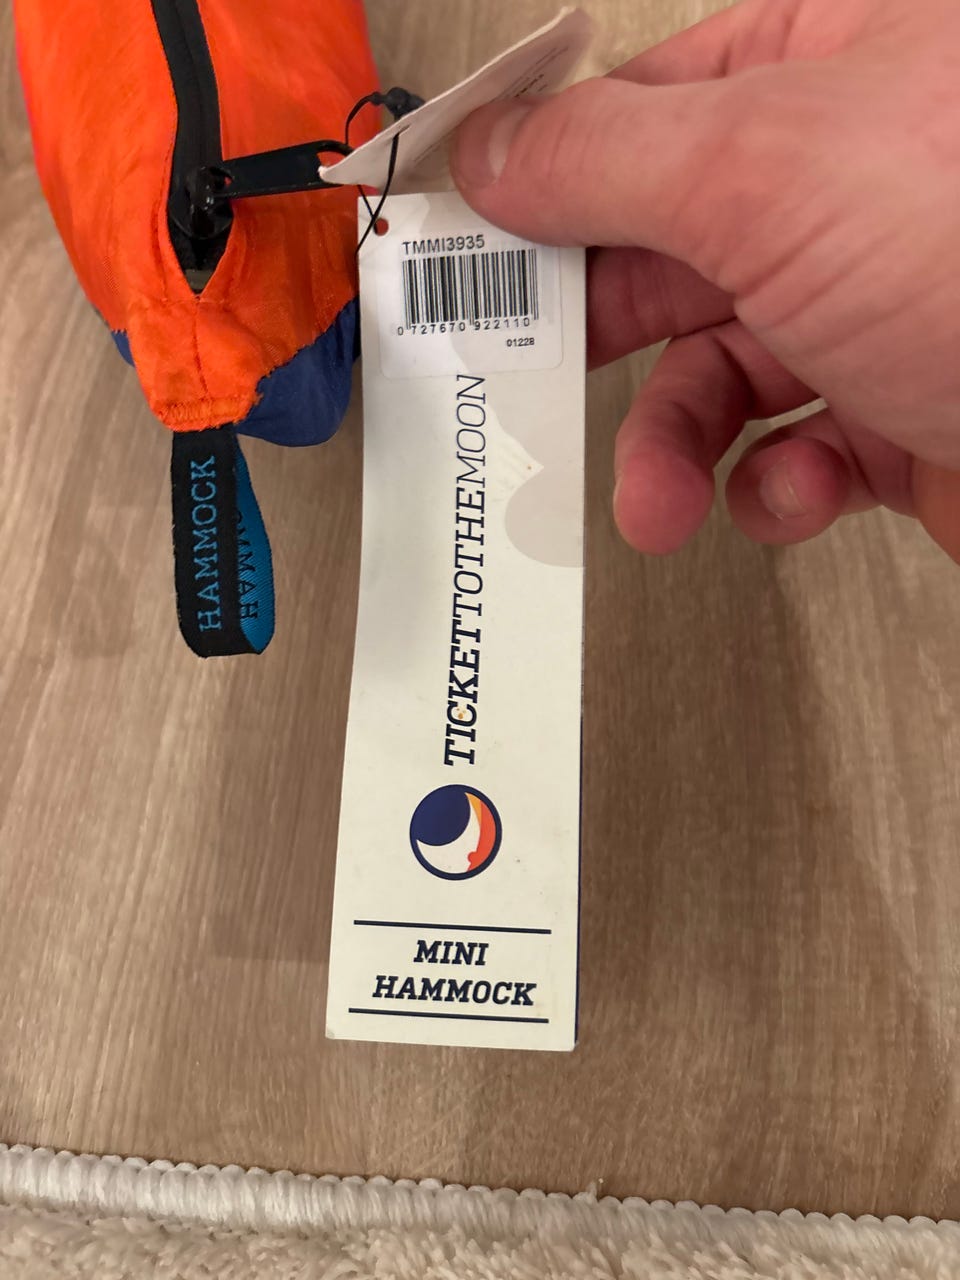 TMMI3935
0 727670 922110
01228
TICKETTOTHEMOON
MINI
HAMMOCK
HAMMOCK